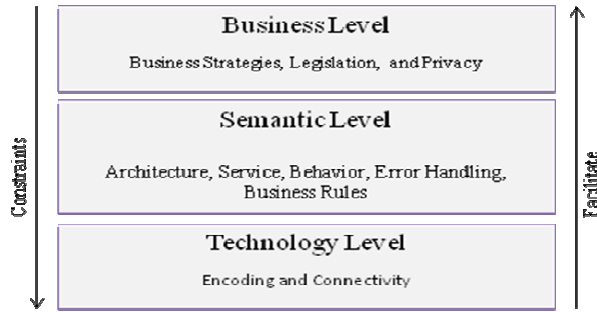 Business Level
Business Strategies, Legislation, and Privacy
Semantic Level
Architecture, Service, Behavior, Error Handling,
Business Rules
Technology Level
Encoding and Connectivity
Constraints
Facilitate